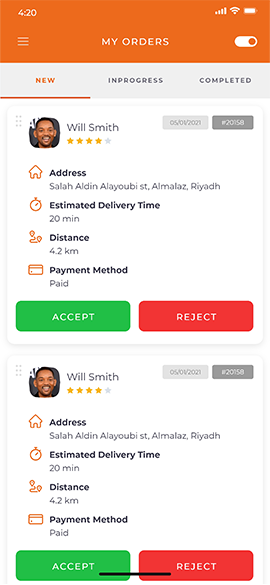 4:20
MY ORDERS
NEW INPROGRESS COMPLETED
Will Smith 05/01/2021 #20158
Address
Salah Aldin Alayoubi st, Almalaz, Riyadh
Estimated Delivery Time
20 min
Distance
4.2 km
Payment Method
Paid
ACCEPT REJECT
Will Smith 05/01/2021 #20158
Address
Salah Aldin Alayoubi st, Almalaz, Riyadh
Estimated Delivery Time
20 min
Distance
4.2 km
Payment Method
Paid
ACCEPT REJECT